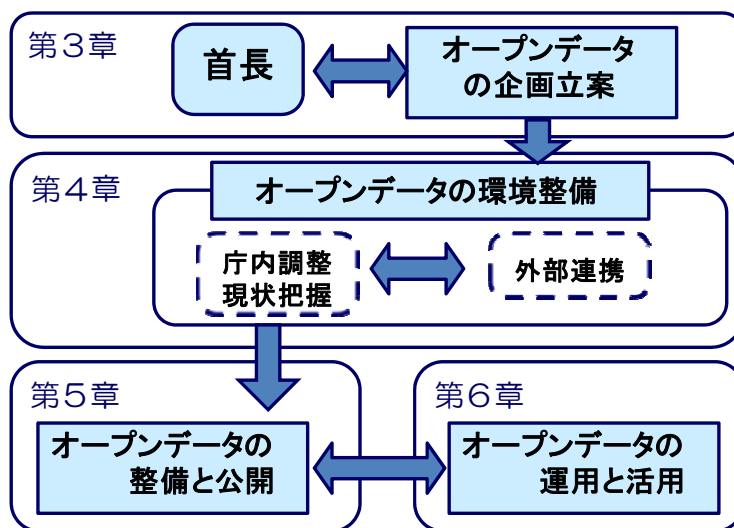 第３章
首長
オープンデータ
の企画立案
第４章
オープンデータの環境整備
庁内調整
現状把握
外部連携
第５章
オープンデータの
整備と公開
第６章
オープンデータの
運用と活用